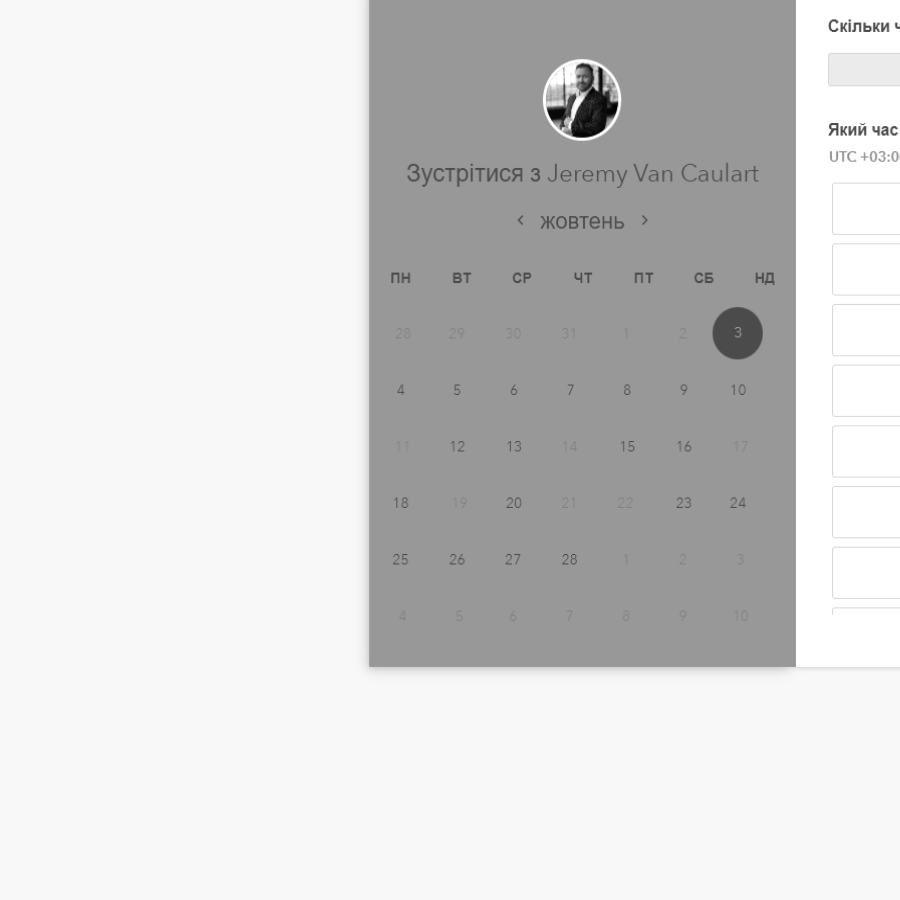 Зустрітися з Jeremy Van Caulart
‹ жовтень ›
ПН ВТ СР ЧТ ПТ СБ НД
28 29 30 31 1 2 3
4 5 6 7 8 9 10
11 12 13 14 15 16 17
18 19 20 21 22 23 24
25 26 27 28 1 2 3
4 5 6 7 8 9 10
Скільки
Який час
UTC +03:0